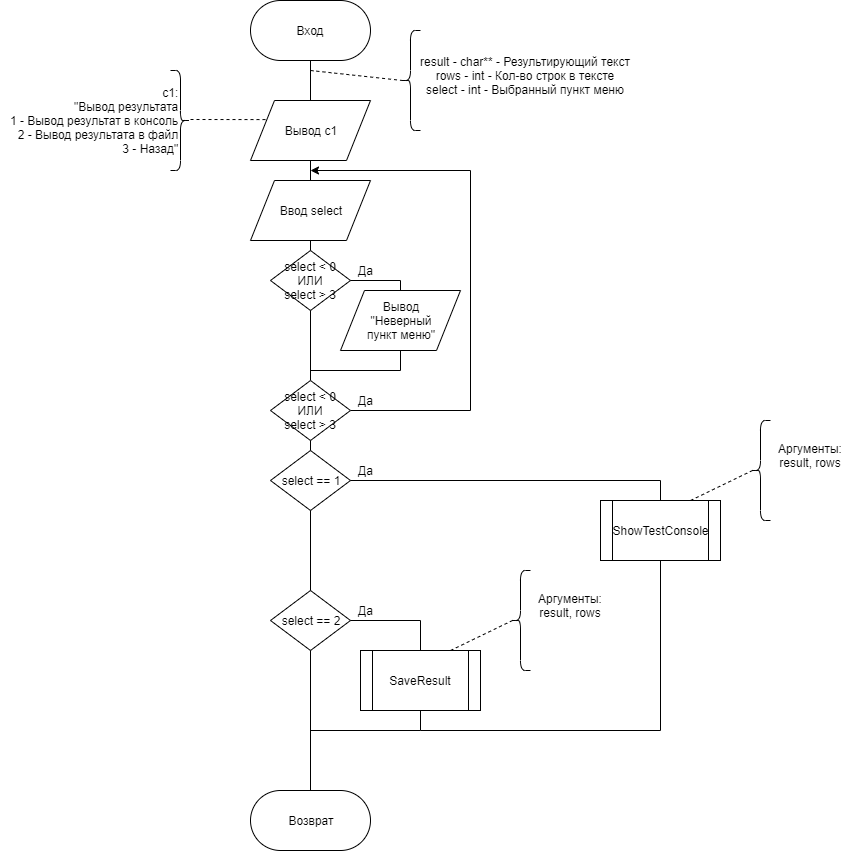 Вход
result - char** - Результирующий текст
rows - int - Кол-во строк в тексте
select - int - Выбранный пункт меню
c1:
"Вывод результата
1 - Вывод результат в консоль
2 - Вывод результата в файл
3 - Назад"
Вывод c1
Ввод select
select < 0
ИЛИ
select > 3
Да
Вывод
"Неверный
пункт меню"
select < 0
ИЛИ
select > 3
Да
select == 1
Да
Аргументы:
result, rows
ShowTestConsole
select == 2
Да
Аргументы:
result, rows
SaveResult
Возврат